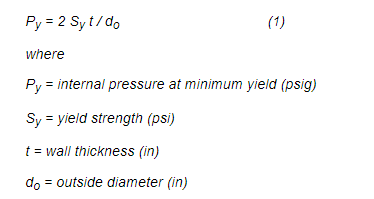 Py = 2 Sy t / do (1)
where
Py = internal pressure at minimum yield (psig)
Sy = yield strength (psi)
t = wall thickness (in)
do = outside diameter (in)